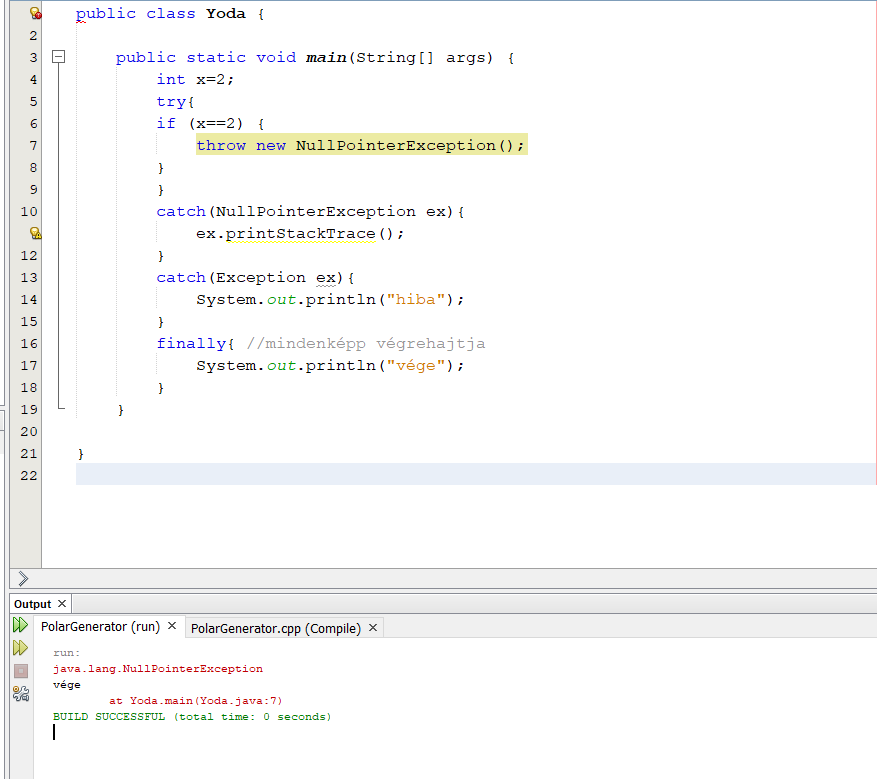 public class Yoda {
2
3 public static void main(String[] args) {
4 int x=2;
5 try{
6 if (x==2) {
7 throw new NullPointerException();
8 }
9 }
10 catch(NullPointerException ex){
ex.printStackTrace();
12 }
13 catch(Exception ex){
14 System.out.println("hiba");
15 }
16 finally{ //mindenképp végrehajtja
17 System.out.println("vége");
18 }
19 }
20
21 }
22
Output
PolarGenerator (run) PolarGenerator.cpp (Compile)
run:
java.lang.NullPointerException
vége
at Yoda.main(Yoda.java:7)
BUILD SUCCESSFUL (total time: 0 seconds)